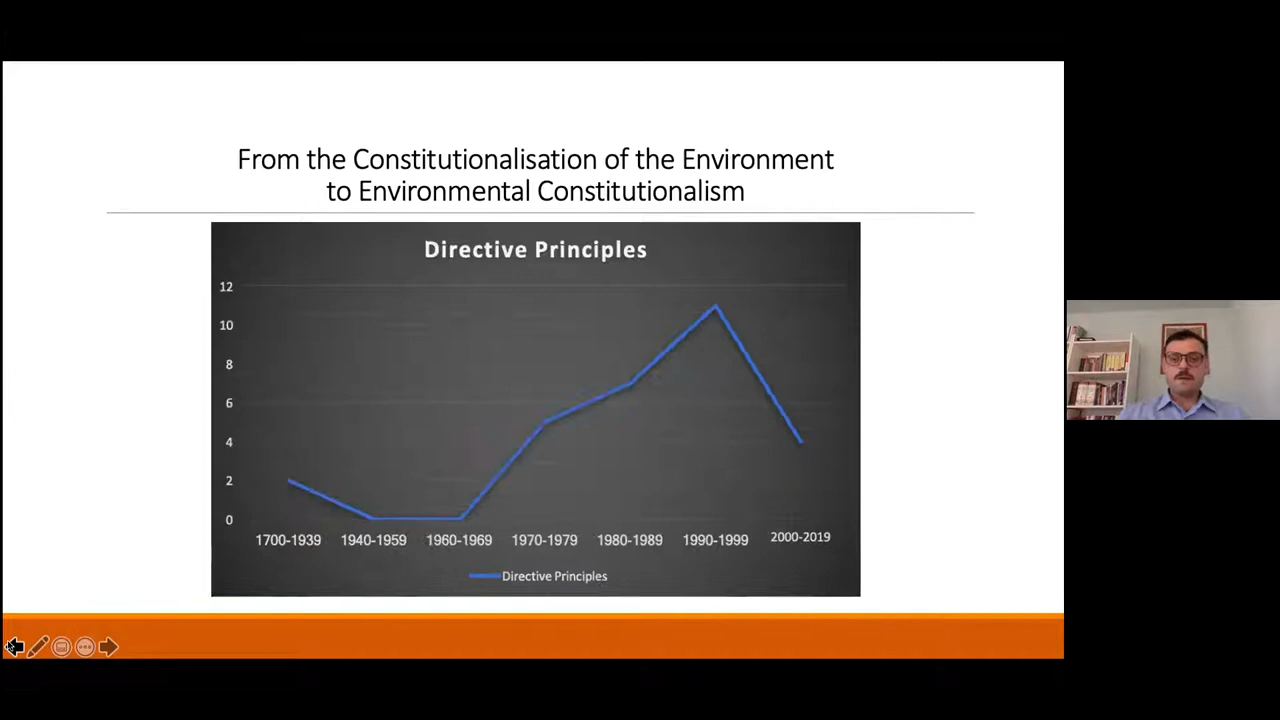 From the Constitutionalisation of the Environment
to Environmental Constitutionalism
Directive Principles
12
10
8
6
4
2
0
1700-1939 1940-1959 1960-1969 1970-1979 1980-1989 1990-1999 2000-2019
Directive Principles